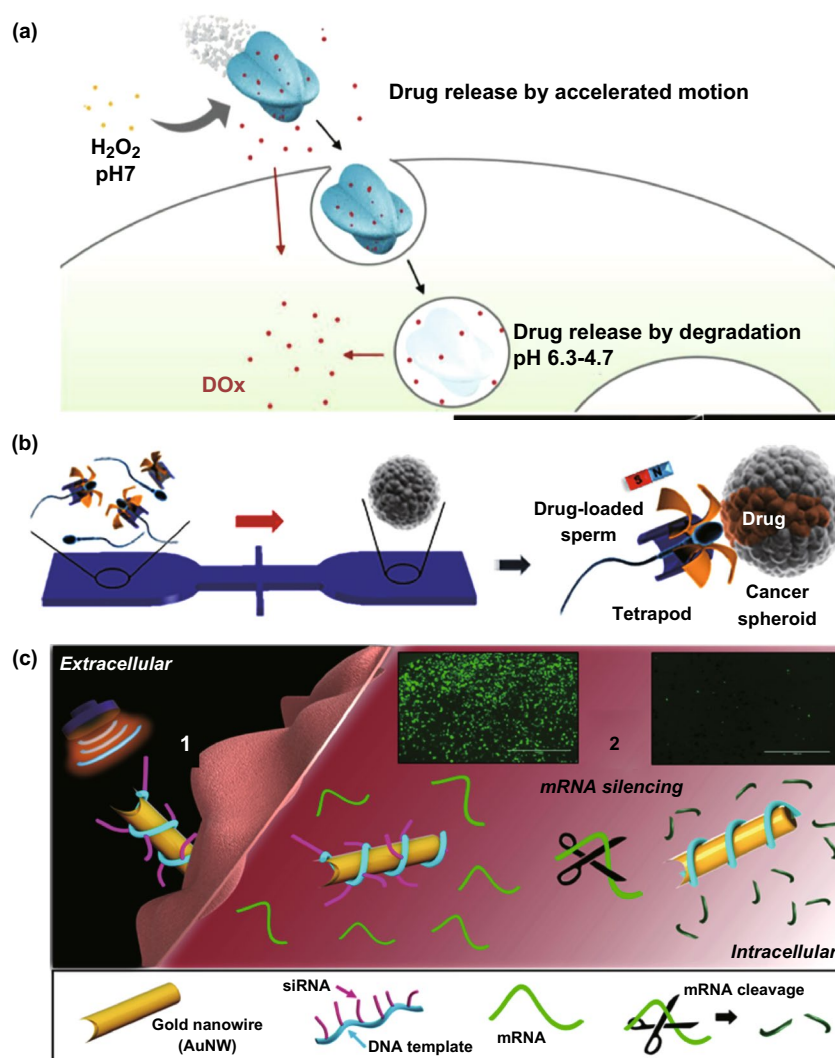 (a)
Drug release by accelerated motion
H₂O₂
pH7
Drug release by degradation
pH 6.3-4.7
DOx
(b)
S N
Drug-loaded
sperm
Drug
Tetrapod
Cancer
spheroid
(c)
Extracellular
1
2
mRNA silencing
Intracellular
siRNA
Gold nanowire
(AuNW)
DNA template
mRNA
mRNA cleavage